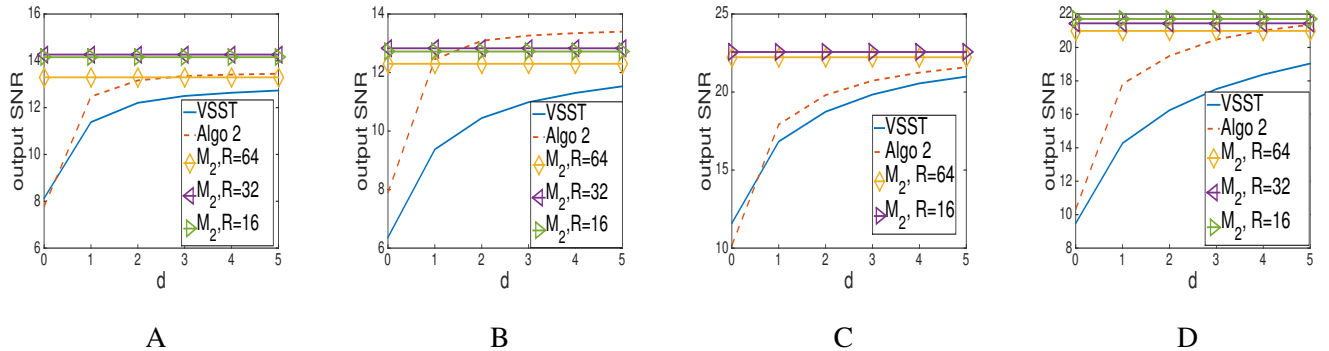 output SNR
16
14
12
10
8
6
0
1
2
3
4
5
d
VSST
Algo 2
M2,R=64
M2,R=32
M2,R=16
A
output SNR
14
12
10
8
6
0
1
2
3
4
5
d
VSST
Algo 2
M2,R=64
M2,R=32
M2,R=16
B
output SNR
25
20
15
10
0
1
2
3
4
5
d
VSST
Algo 2
M2, R=64
M2, R=16
C
output SNR
22
20
18
16
14
12
10
8
0
1
2
3
4
5
d
VSST
Algo 2
M2, R=64
M2, R=32
M2, R=16
D